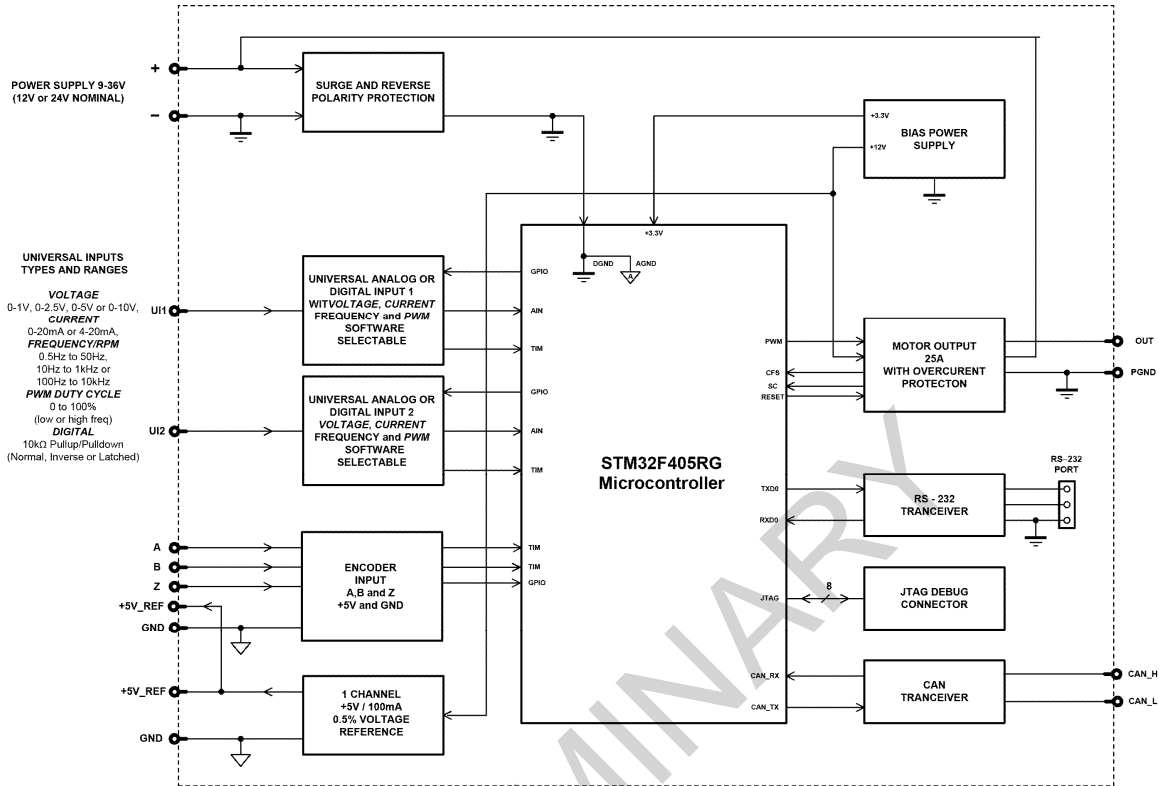 POWER SUPPLY 9-36V
(12V or 24V NOMINAL)
+
−
SURGE AND REVERSE
POLARITY PROTECTION
+3.3V
+12V
BIAS POWER
SUPPLY
UNIVERSAL INPUTS
TYPES AND RANGES
VOLTAGE
0-1V, 0-2.5V, 0-5V or 0-10V,
CURRENT
0-20mA or 4-20mA,
FREQUENCY/RPM
0.5Hz to 50Hz,
10Hz to 1kHz or
100Hz to 10kHz
PWM DUTY CYCLE
0 to 100%
(low or high freq)
DIGITAL
10kΩ Pullup/Pulldown
(Normal, Inverse or Latched)
UI1
UI2
UNIVERSAL ANALOG OR
DIGITAL INPUT 1
WITVOLTAGE, CURRENT
FREQUENCY and PWM
SOFTWARE
SELECTABLE
UNIVERSAL ANALOG OR
DIGITAL INPUT 2
VOLTAGE, CURRENT
FREQUENCY and PWM
SOFTWARE
SELECTABLE
A
B
Z
+5V_REF
GND
ENCODER
INPUT
A,B and Z
+5V and GND
+5V_REF
GND
1 CHANNEL
+5V / 100mA
0.5% VOLTAGE
REFERENCE
+3.3V
DGND
AGND
A
GPIO
AIN
TIM
GPIO
AIN
TIM
TIM
TIM
GPIO
STM32F405RG
Microcontroller
PWM
CFS
SC
RESET
TXD0
RXD0
JTAG
CAN_RX
CAN_TX
8
MOTOR OUTPUT
25A
WITH OVERCURENT
PROTECTON
OUT
PGND
RS - 232
TRANCEIVER
RS-232
PORT
JTAG DEBUG
CONNECTOR
CAN
TRANCEIVER
CAN_H
CAN_L
MINARY